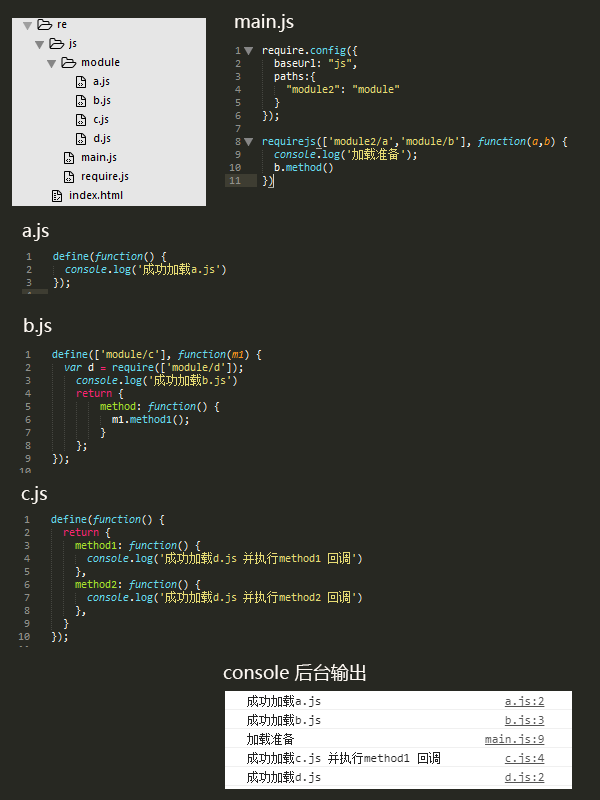 re
js
module
a.js
b.js
c.js
d.js
main.js
require.js
index.html
main.js
1 require.config({
2 baseUrl: "js",
3 paths:{
4 "module2": "module"
5 }
6 });
7
8 requirejs(['module2/a','module/b'], function(a,b) {
9 console.log('加载准备');
10 b.method()
11 })
a.js
1 define(function() {
2 console.log('成功加载a.js')
3 });
b.js
1 define(['module/c'], function(m1) {
2 var d = require(['module/d']);
3 console.log('成功加载b.js')
4 return {
5 method: function() {
6 m1.method1();
7 }
8 };
9 });
10
c.js
1 define(function() {
2 return {
3 method1: function() {
4 console.log('成功加载d.js 并执行method1 回调')
5 },
6 method2: function() {
7 console.log('成功加载d.js 并执行method2 回调')
8 },
9 }
10 });
console 后台输出
成功加载a.js a.js:2
成功加载b.js b.js:3
加载准备 main.js:9
成功加载c.js 并执行method1 回调 c.js:4
成功加载d.js d.js:2